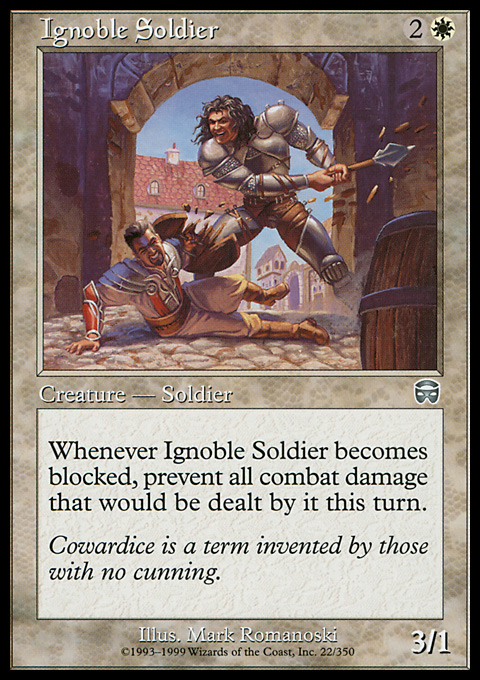 Ignoble Soldier 2
Creature — Soldier
Whenever Ignoble Soldier becomes
blocked, prevent all combat damage
that would be dealt by it this turn.
Cowardice is a term invented by those
with no cunning.
Illus. Mark Romanoski
©1993–1999 Wizards of the Coast, Inc. 22/350
3/1